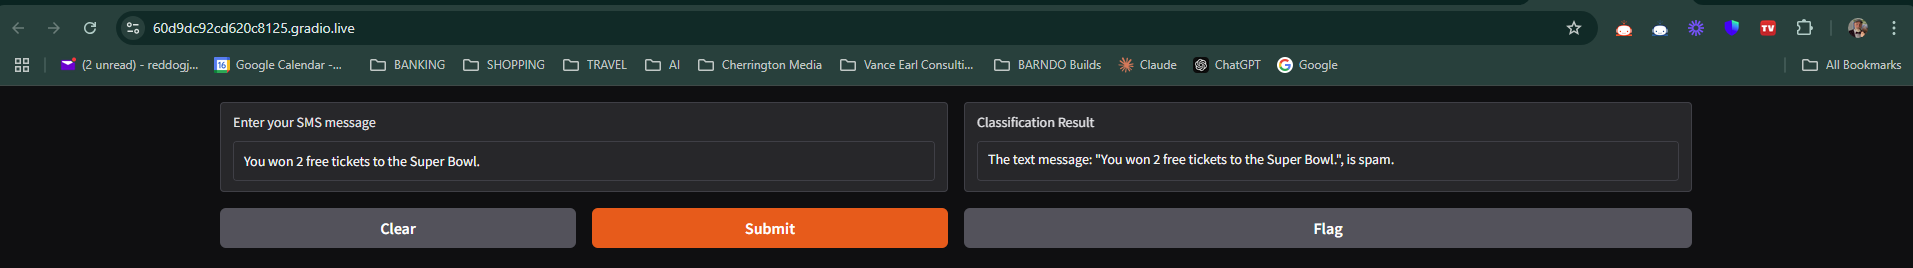 60d9dc92cd620c8125.gradio.live
TV
(2 unread) - reddogj...
16
Google Calendar -...
BANKING
SHOPPING
TRAVEL
AI
Cherrington Media
Vance Earl Consulti...
BARNDO Builds
Claude
ChatGPT
Google
All Bookmarks
Enter your SMS message
You won 2 free tickets to the Super Bowl.
Classification Result
The text message: "You won 2 free tickets to the Super Bowl.", is spam.
Clear
Submit
Flag